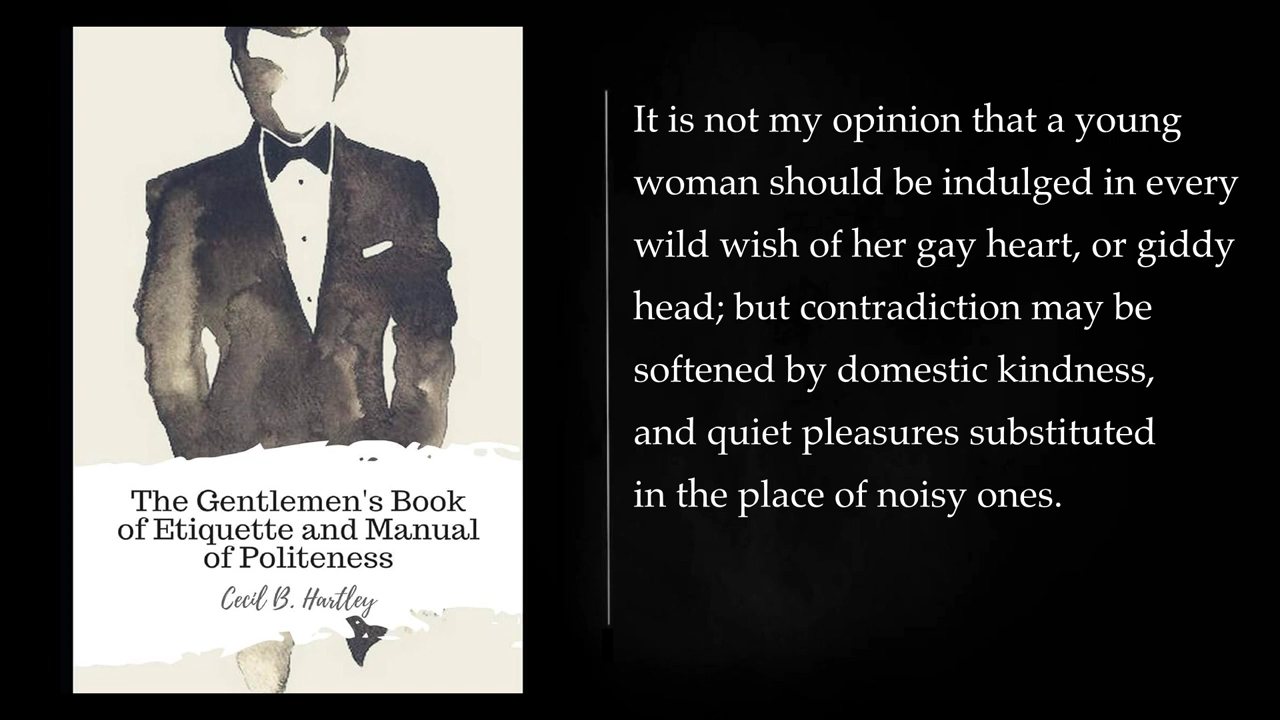 The Gentlemen's Book
of Etiquette and Manual
of Politeness
Cecil B. Hartley
It is not my opinion that a young
woman should be indulged in every
wild wish of her gay heart, or giddy
head; but contradiction may be
softened by domestic kindness,
and quiet pleasures substituted
in the place of noisy ones.